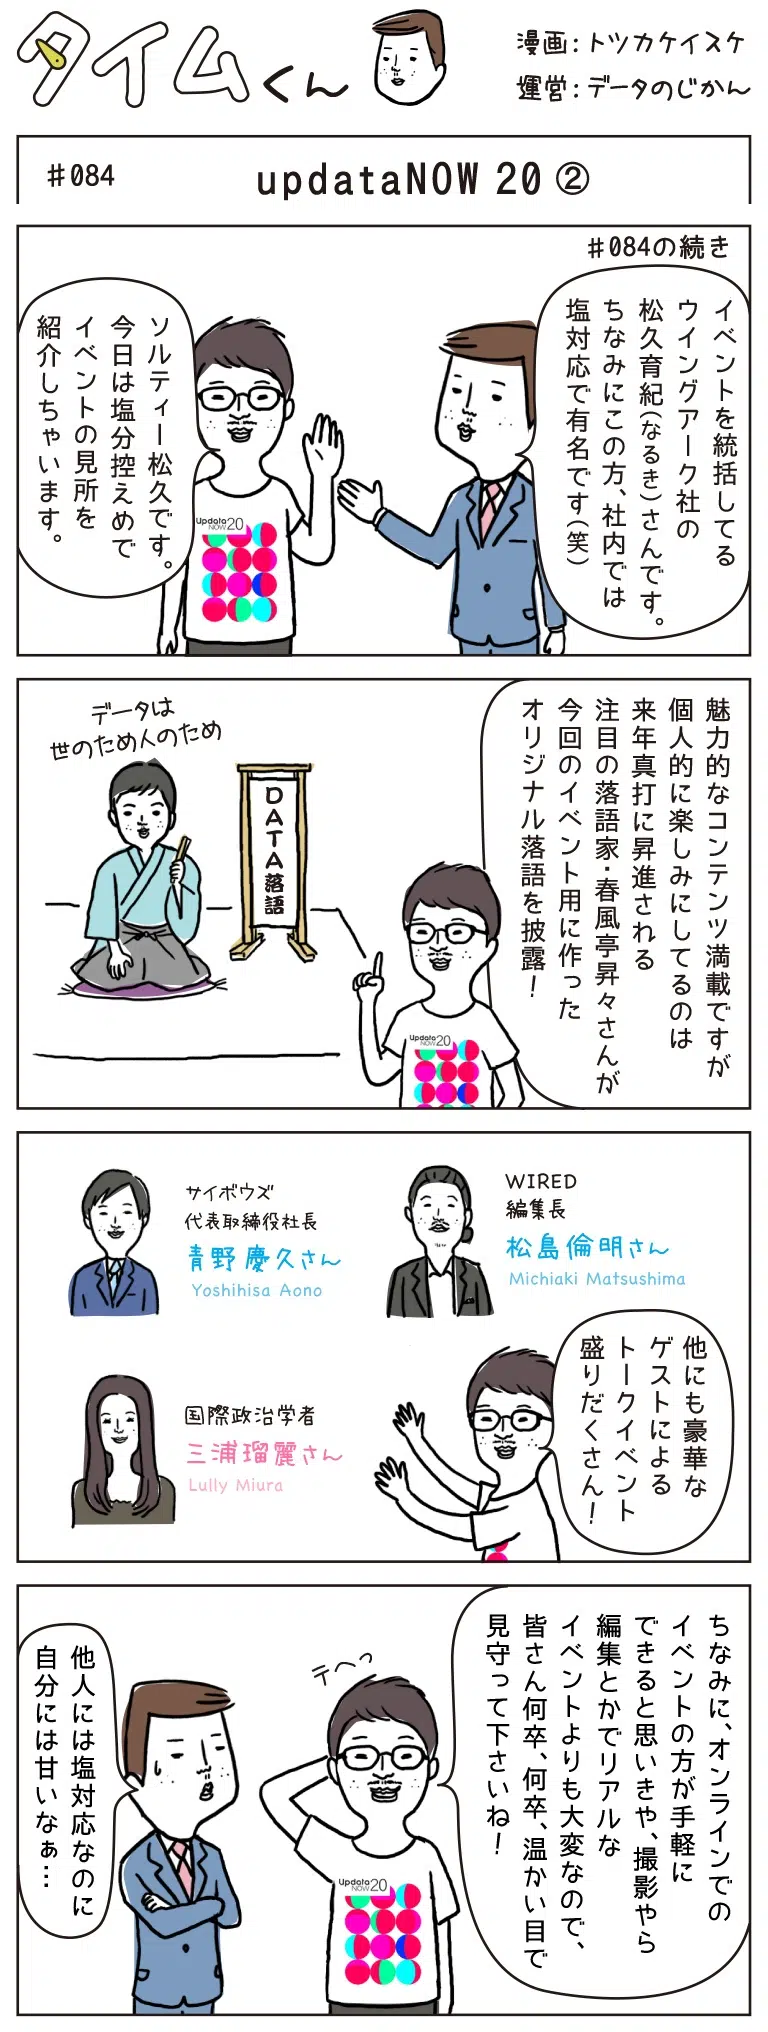 タイムくん
漫画：トツカケイスケ
運営：データのじかん
#084
updataNOW 20 ②
#084の続き
イベントを統括してる
ウイングアーク社の
松久育紀(なるき)さんです。
ちなみにこの方、社内では
塩対応で有名です(笑)
ソルティー松久です。
今日は塩分控えめで
イベントの見所を
紹介しちゃいます。
Updata
NOW20
魅力的なコンテンツ満載ですが
個人的に楽しみにしてるのは
来年真打に昇進される
注目の落語家・春風亭昇々さんが
今回のイベント用に作った
オリジナル落語を披露！
データは
世のため人のため
DATA落語
Updata
NOW20
サイボウズ
代表取締役社長
青野慶久さん
Yoshihisa Aono
WIRED
編集長
松島倫明さん
Michiaki Matsushima
国際政治学者
三浦瑠麗さん
Lully Miura
他にも豪華な
ゲストによる
トークイベント
盛りだくさん！
ちなみに、オンラインでの
イベントの方が手軽に
できると思いきや、撮影やら
編集とかでリアルな
イベントよりも大変なので、
皆さん何卒、何卒、温かい目で
見守って下さいね！
テヘっ
Updata
NOW20
他人には塩対応なのに
自分には甘いなぁ…